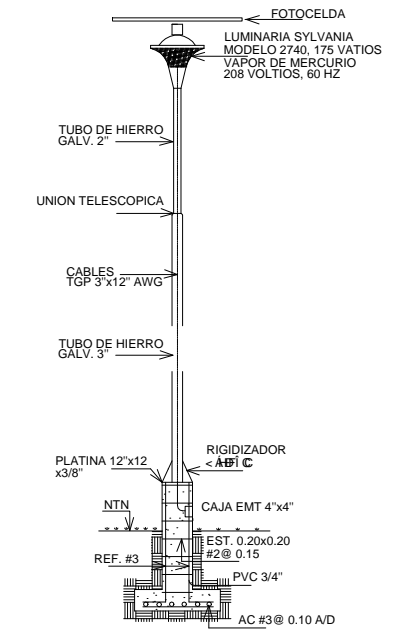 FOTOCELDA
LUMINARIA SYLVANIA
MODELO 2740, 175 VATIOS
VAPOR DE MERCURIO
208 VOLTIOS, 60 HZ
TUBO DE HIERRO
GALV. 2"
UNION TELESCOPICA
CABLES
TGP 3"x12" AWG
TUBO DE HIERRO
GALV. 3"
PLATINA 12"x12
x3/8"
RIGIDIZADOR
CAJA EMT 4"x4"
NTN
EST. 0.20x0.20
#2@ 0.15
REF. #3
PVC 3/4"
AC #3@ 0.10 A/D